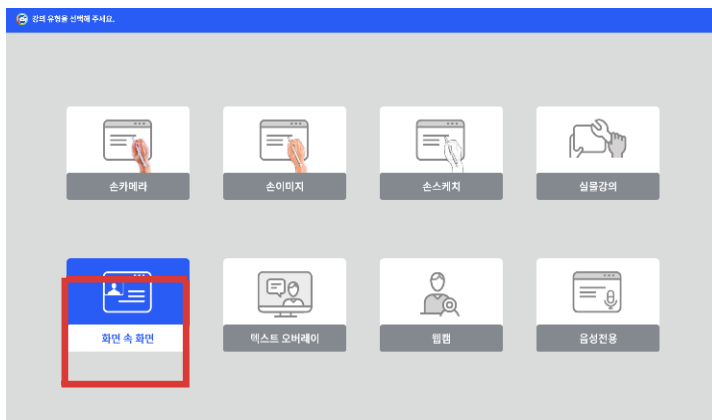 강의 유형을 선택해 주세요.
손카메라
손이미지
손스케치
실물강의
화면 속 화면
텍스트 오버레이
웹캠
음성전용